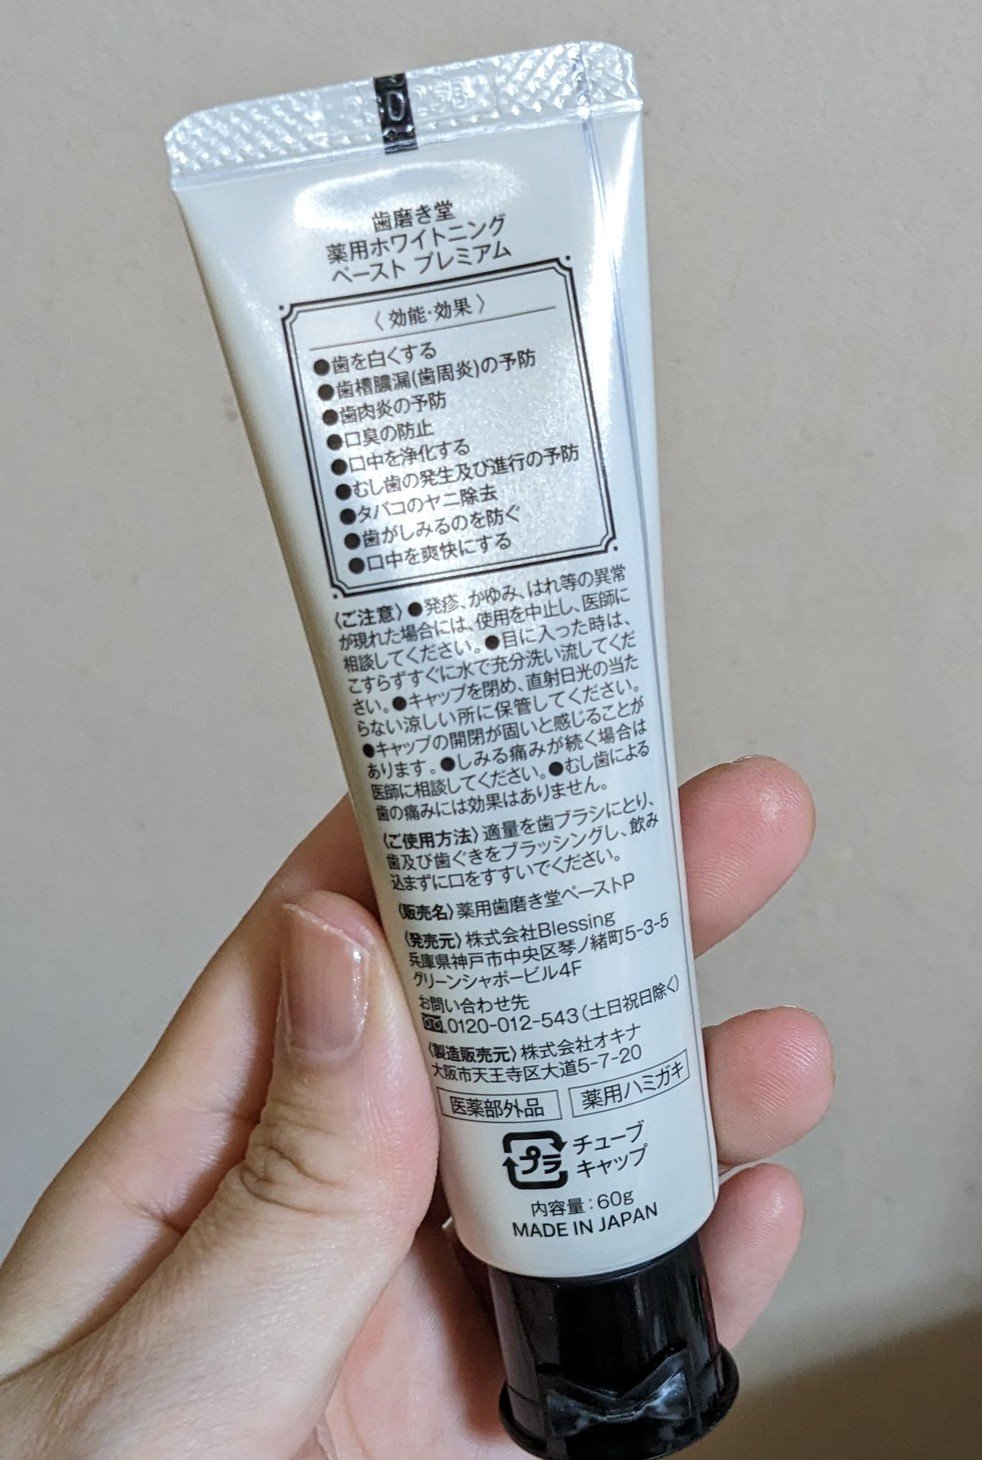 歯磨き堂
薬用ホワイトニング
ペースト プレミアム
〈 効能・効果 〉
●歯を白くする
●歯槽膿漏(歯周炎)の予防
●歯肉炎の予防
●口臭の防止
●口中を浄化する
●むし歯の発生及び進行の予防
●タバコのヤニ除去
●歯がしみるのを防ぐ
●口中を爽快にする
〈ご注意〉●発疹、かゆみ、はれ等の異常
が現れた場合には、使用を中止し、医師に
相談してください。●目に入った時は、
こすらずすぐに水で充分洗い流してくだ
さい。●キャップを閉め、直射日光の当た
らない涼しい所に保管してください。
●キャップの開閉が固いと感じることが
あります。●しみる痛みが続く場合は
医師に相談してください。●むし歯による
歯の痛みには効果はありません。
〈ご使用方法〉適量を歯ブラシにとり、
歯及び歯ぐきをブラッシングし、飲み
込まずに口をすすいでください。
〈販売名〉薬用歯磨き堂ペーストP
〈発売元〉株式会社Blessing
兵庫県神戸市中央区琴ノ緒町5-3-5
グリーンシャポービル4F
お問い合わせ先
0120-012-543(土日祝日除く)
〈製造販売元〉株式会社オキナ
大阪市天王寺区大道5-7-20
医薬部外品 薬用ハミガキ
プラ チューブ
キャップ
内容量:60g
MADE IN JAPAN